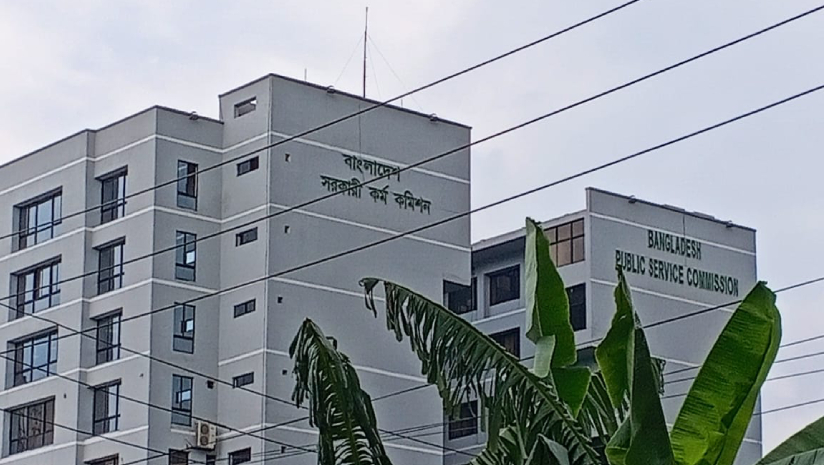 বাংলাদেশ
সরকারী কর্ম কমিশন
BANGLADESH
PUBLIC SERVICE COMMISSION